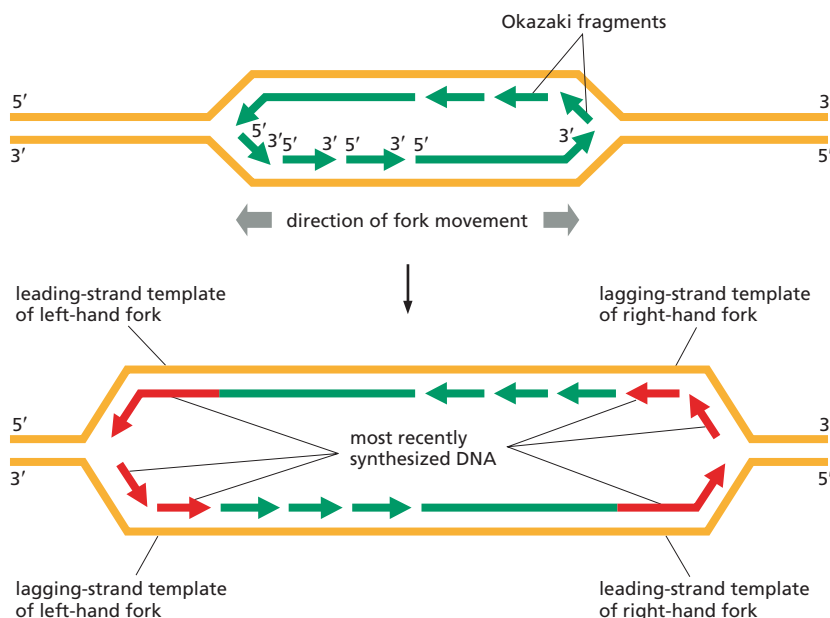 Okazaki fragments
5′ 3′
3′ 5′ 3′ 5′ 3′ 5′ 3′ 5′ 3′ 5′
direction of fork movement
leading-strand template
of left-hand fork
lagging-strand template
of right-hand fork
5′ 3′
most recently
synthesized DNA
3′ 5′
lagging-strand template
of left-hand fork
leading-strand template
of right-hand fork